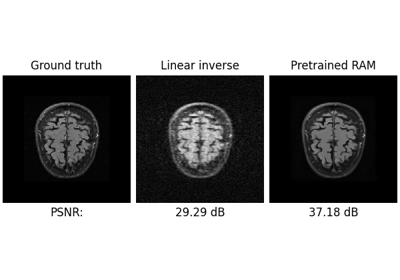 Ground truth Linear inverse Pretrained RAM
PSNR: 29.29 dB 37.18 dB